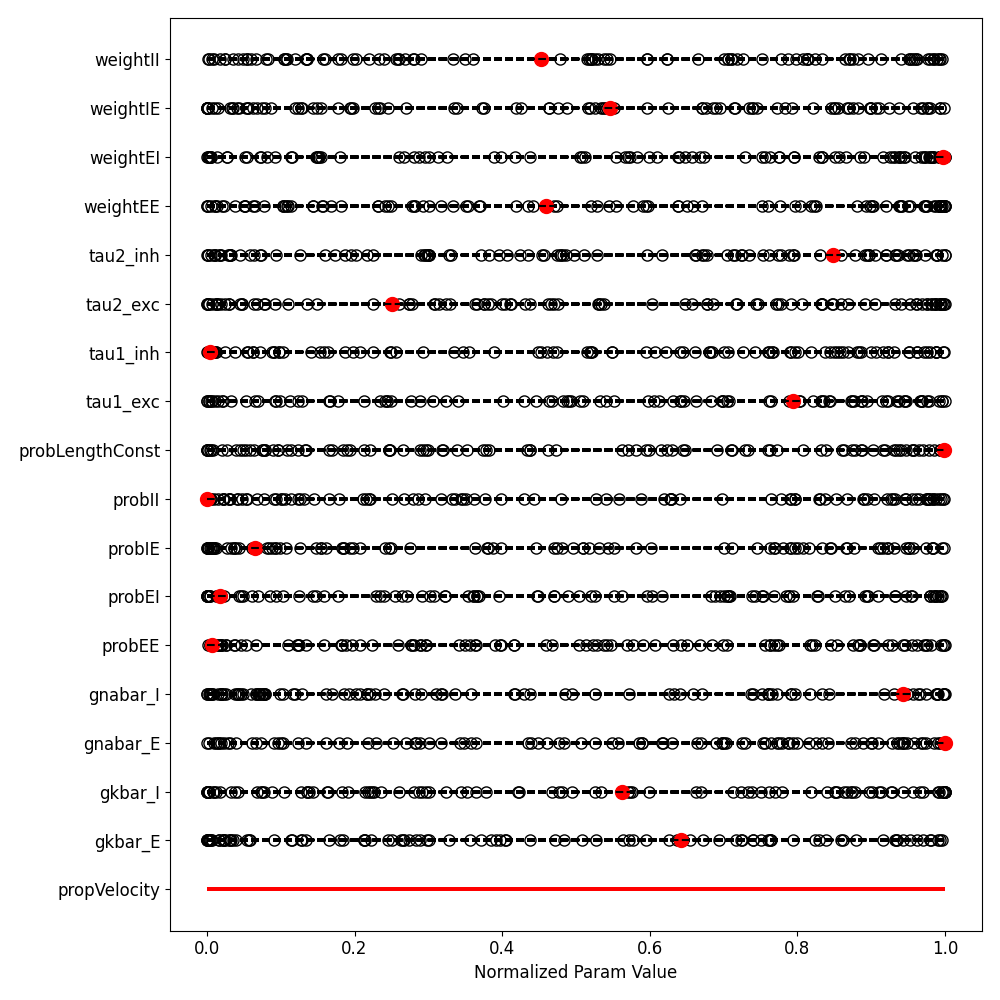 weightII
weightIE
weightEI
weightEE
tau2_inh
tau2_exc
tau1_inh
tau1_exc
probLengthConst
probII
probIE
probEI
probEE
gnabar_I
gnabar_E
gkbar_I
gkbar_E
propVelocity
0.0 0.2 0.4 0.6 0.8 1.0
Normalized Param Value